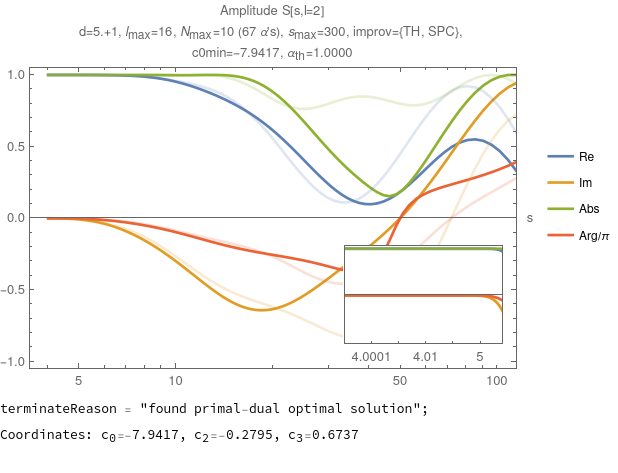 Amplitude S[s,l=2]
d=5.+1, lmax=16, Nmax=10 (67 α's), smax=300, improv={TH, SPC},
c0min=-7.9417, αth=1.0000
1.0
0.5
0.0
-0.5
-1.0
5
10
50
100
s
4.0001
4.01
5
Re
Im
Abs
Arg/π
terminateReason = "found primal-dual optimal solution";
Coordinates: c0=-7.9417, c2=-0.2795, c3=0.6737